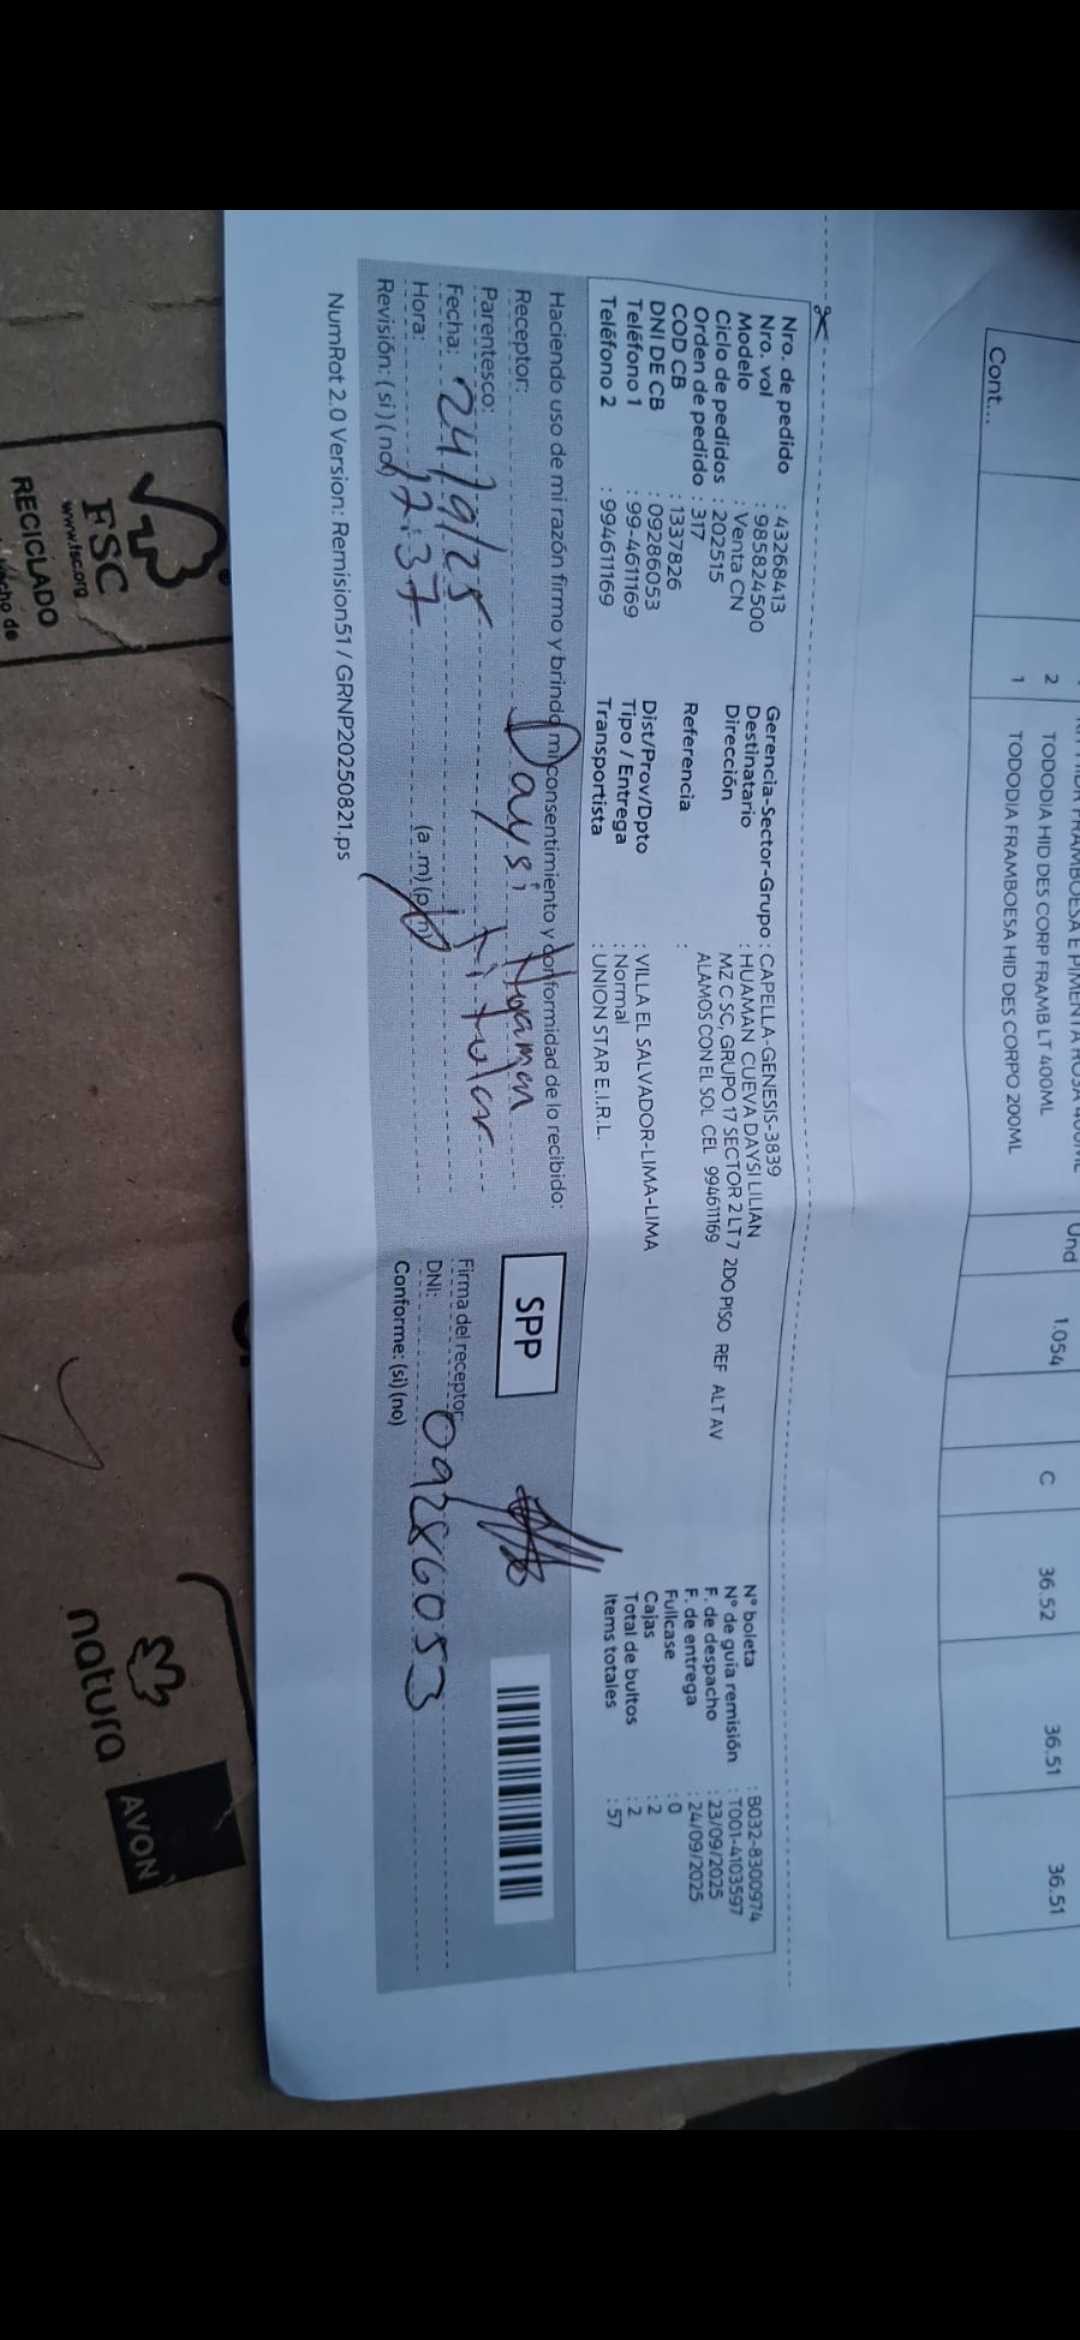 Und
2 TODODIA HID DES CORP FRAMB LT 400ML 1.054 C 36.52 36.51 36.51
1 TODODIA FRAMBOESA HID DES CORPO 200ML
Cont...
Nro. de pedido : 43268413
Nro. vol : 985824500
Modelo : Venta CN
Ciclo de pedidos : 202515
Orden de pedido : 317
COD CB : 1337826
DNI DE CB : 09286053
Teléfono 1 : 99-4611169
Teléfono 2 : 994611169
Gerencia-Sector-Grupo : CAPELLA-GENESIS-3839
Destinatario : HUAMAN CUEVA DAYSI LILIAN
Dirección MZ C SC, GRUPO 17 SECTOR 2 LT 7 2DO PISO REF ALT AV
ALAMOS CON EL SOL CEL 994611169
Referencia :
Dist/Prov/Dpto : VILLA EL SALVADOR-LIMA-LIMA
Tipo / Entrega : Normal
Transportista : UNION STAR E.I.R.L.
N° boleta : B032-8300974
N° de guía remisión : T001-4103597
F. de despacho : 23/09/2025
F. de entrega : 24/09/2025
Fullcase : 0
Cajas : 2
Total de bultos : 2
Items totales : 57
Haciendo uso de mi razón firmo y brindo mi consentimiento y conformidad de lo recibido:
Receptor: Daysi Huaman
Parentesco: titular
Fecha: 24/9/25
Hora: 17:37 (a .m) (p.m)
Revisión: ( si ) ( no)
SPP
Firma del receptor:
DNI: 09286053
Conforme: (si) (no)
NumRot 2.0 Version: Remision51 / GRNP20250821.ps
FSC
www.fsc.org
RECICLADO
natura
AVON